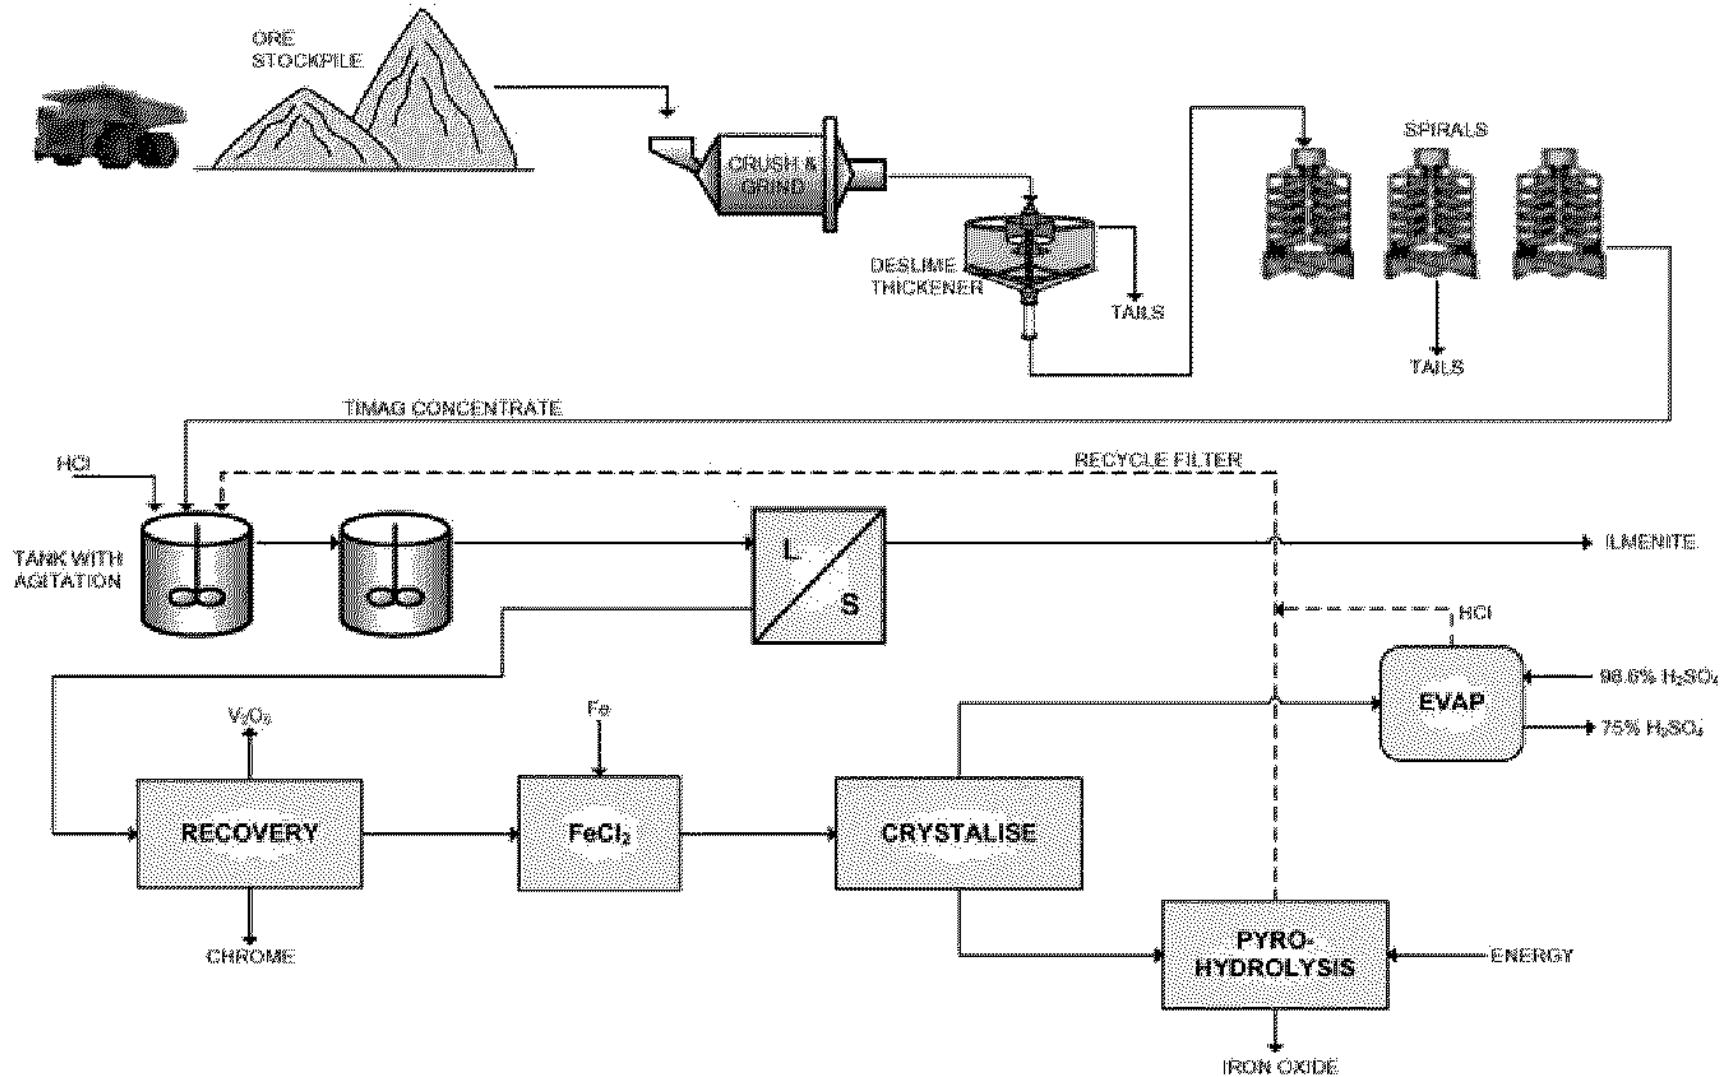 ORE
STOCKPILE
CRUSH &
GRIND
SPIRALS
DESLIME
THICKENER
TAILS
TAILS
TIMAG CONCENTRATE
HCl
RECYCLE FILTER
TANK WITH
AGITATION
L
S
ILMENITE
HCl
EVAP
98.6% H₂SO₄
75% H₂SO₄
V₂O₅
Fe
RECOVERY
FeCl₂
CRYSTALISE
CHROME
PYRO-
HYDROLYSIS
ENERGY
IRON OXIDE